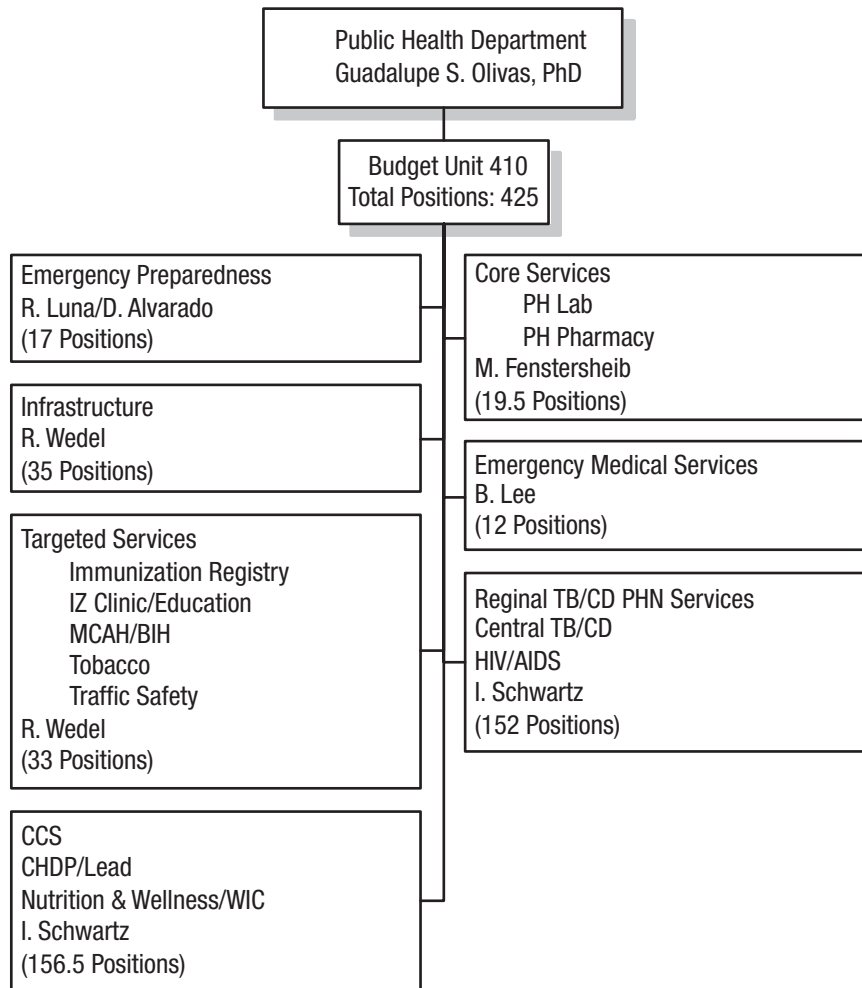 Public Health Department
Guadalupe S. Olivas, PhD
Budget Unit 410
Total Positions: 425
Emergency Preparedness
R. Luna/D. Alvarado
(17 Positions)
Infrastructure
R. Wedel
(35 Positions)
Targeted Services
Immunization Registry
IZ Clinic/Education
MCAH/BIH
Tobacco
Traffic Safety
R. Wedel
(33 Positions)
CCS
CHDP/Lead
Nutrition & Wellness/WIC
I. Schwartz
(156.5 Positions)
Core Services
PH Lab
PH Pharmacy
M. Fenstersheib
(19.5 Positions)
Emergency Medical Services
B. Lee
(12 Positions)
Reginal TB/CD PHN Services
Central TB/CD
HIV/AIDS
I. Schwartz
(152 Positions)